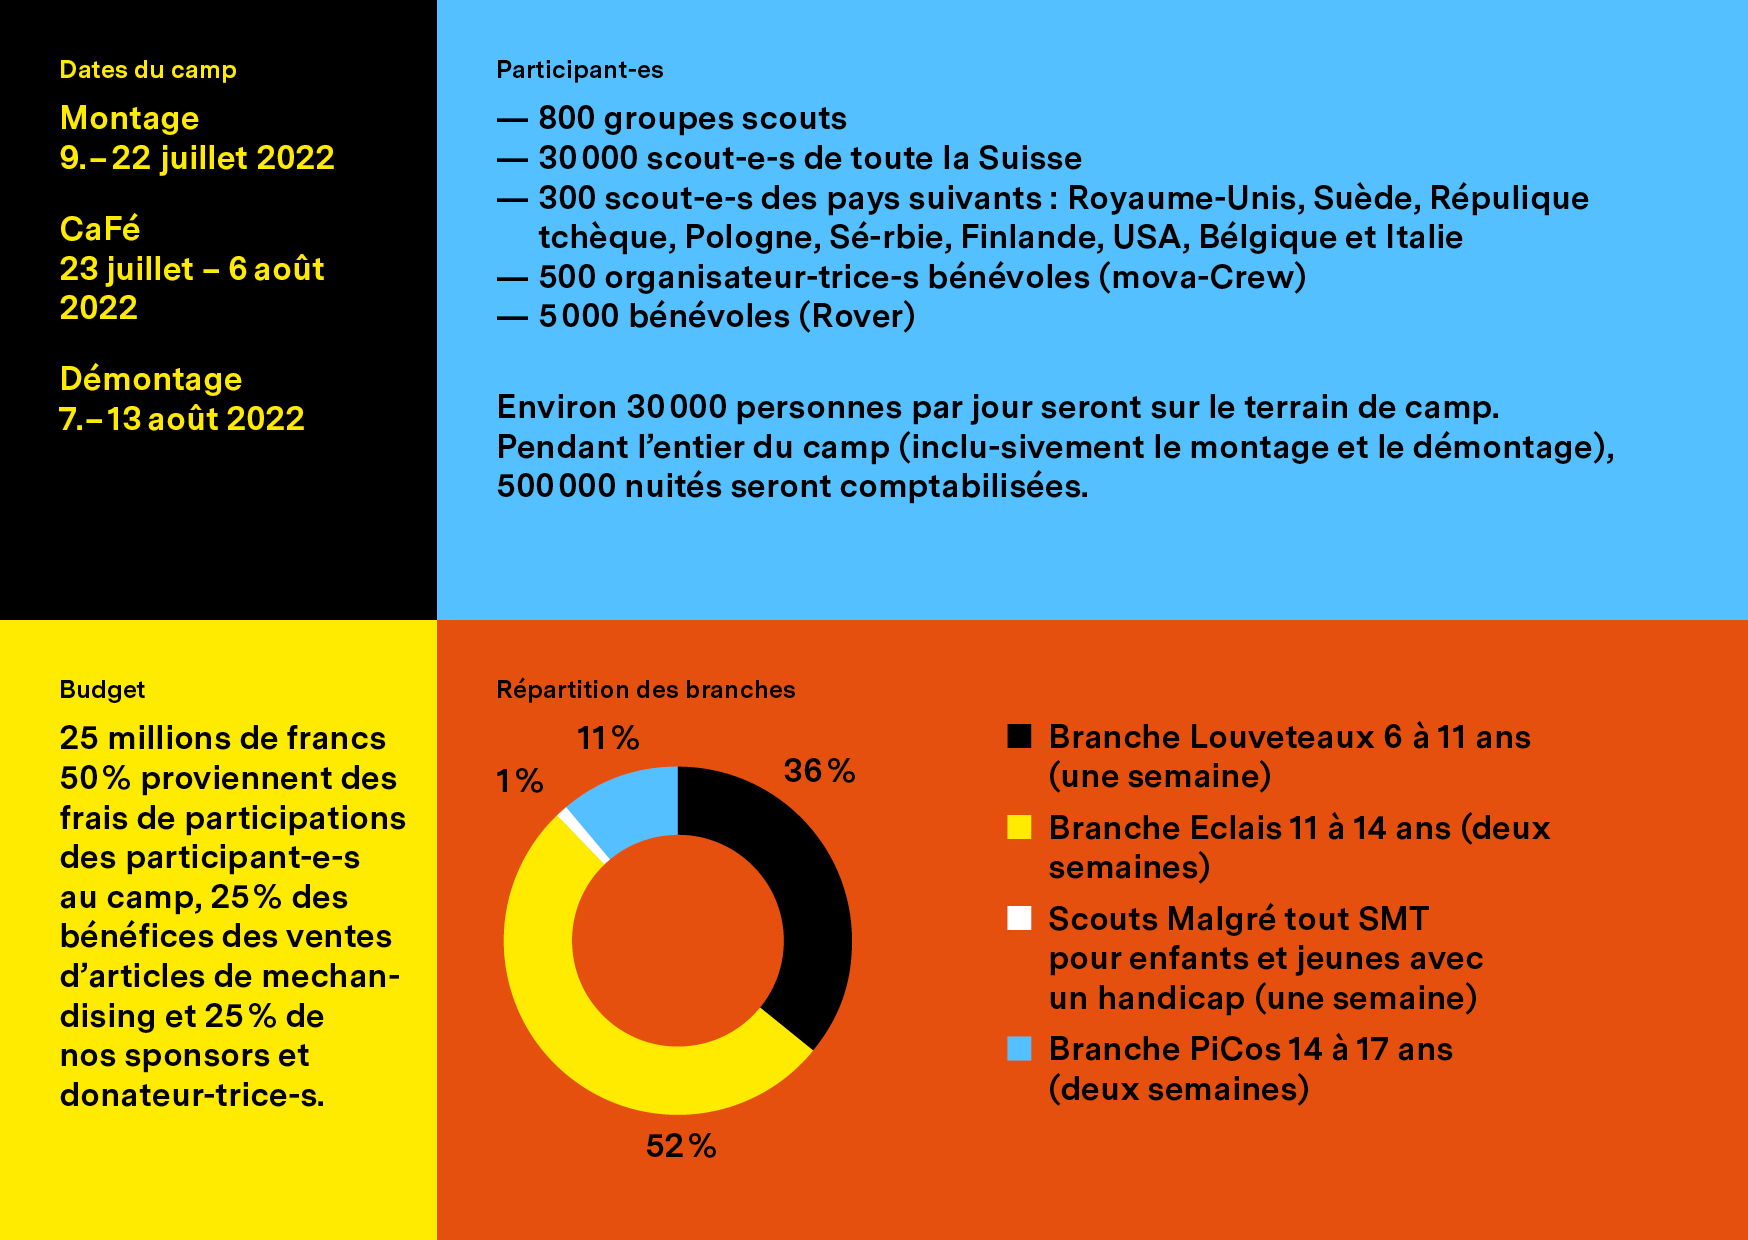 Dates du camp
Montage
9. – 22 juillet 2022
CaFé
23 juillet – 6 août
2022
Démontage
7. – 13 août 2022
Participant-es
— 800 groupes scouts
— 30 000 scout-e-s de toute la Suisse
— 300 scout-e-s des pays suivants : Royaume-Unis, Suède, Répulique
tchèque, Pologne, Sé-rbie, Finlande, USA, Bélgique et Italie
— 500 organisateur-trice-s bénévoles (mova-Crew)
— 5 000 bénévoles (Rover)
Environ 30 000 personnes par jour seront sur le terrain de camp.
Pendant l’entier du camp (inclu-sivement le montage et le démontage),
500 000 nuités seront comptabilisées.
Budget
25 millions de francs
50 % proviennent des
frais de participations
des participant-e-s
au camp, 25 % des
bénéfices des ventes
d’articles de mechan-
dising et 25 % de
nos sponsors et
donateur-trice-s.
Répartition des branches
11 %
1 %
36 %
52 %
Branche Louveteaux 6 à 11 ans
(une semaine)
Branche Eclais 11 à 14 ans (deux
semaines)
Scouts Malgré tout SMT
pour enfants et jeunes avec
un handicap (une semaine)
Branche PiCos 14 à 17 ans
(deux semaines)